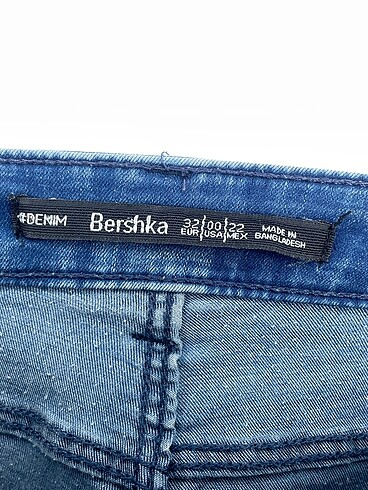 #DENIM Bershka 32/00/22 MADE IN
EUR/USA/MEX BANGLADESH